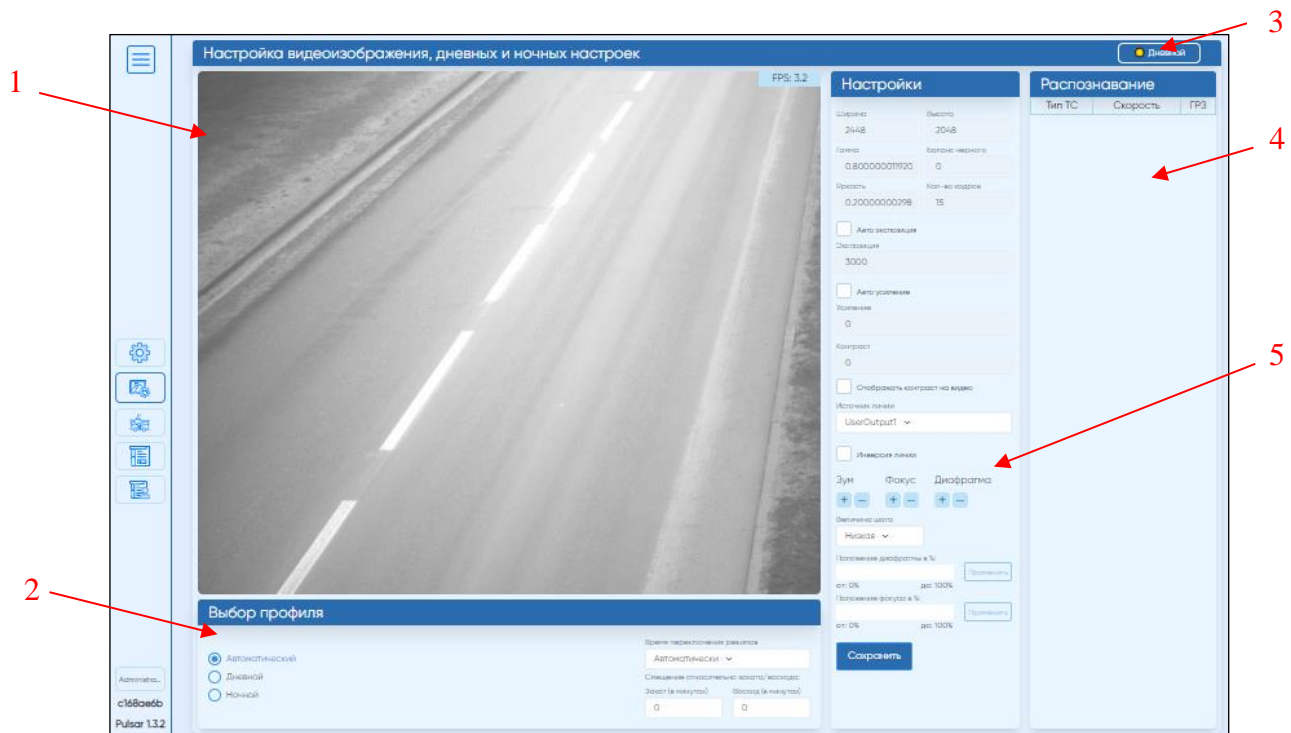 3
Настройка видеоизображения, дневных и ночных настроек
Дневной
1
FPS: 3.2
Настройки
Распознавание
Тип ТС Скорость ГРЗ
Ширина Высота
2448 2048
4
Гамма Баланс черного
0.800000011920 0
Яркость Кол-во кадров
0.20000000298 15
Авто экспозиция
Экспозиция
3000
Авто усиление
Усиление
0
Контраст
0
5
Отображать контраст на видео
Источник линии
UserOutput1
Инверсия линии
Зум Фокус Диафрагма
+ – + – + –
Величина шага
Низкая
Положение диафрагмы в %:
Применить
от: 0% до: 100%
2
Положение фокуса в %:
Применить
от: 0% до: 100%
Выбор профиля
Время переключения режимов
Автоматический
Автоматически
Сохранить
Дневной
Смещение относительно заката/восхода:
Ночной
Закат (в минутах) Восход (в минутах)
0 0
Administra...
c168ae6b
Pulsar 1.3.2